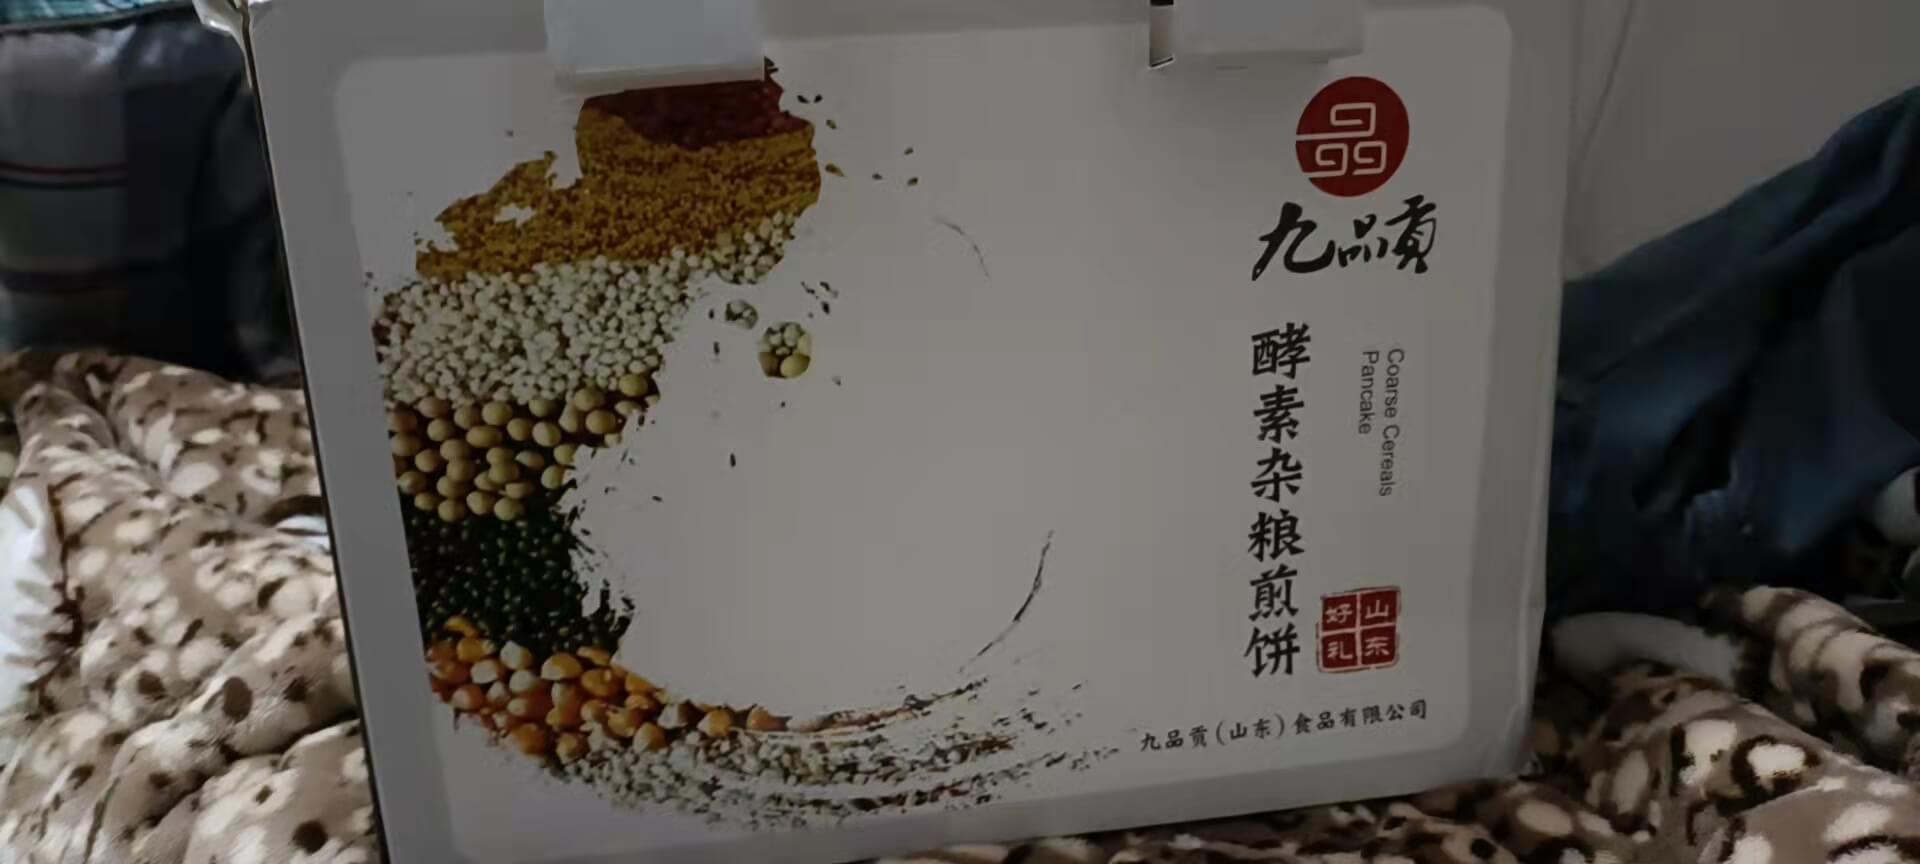 九品贡
酵素杂粮煎饼
Coarse Cereals
Pancake
山东
好礼
九品贡(山东)食品有限公司